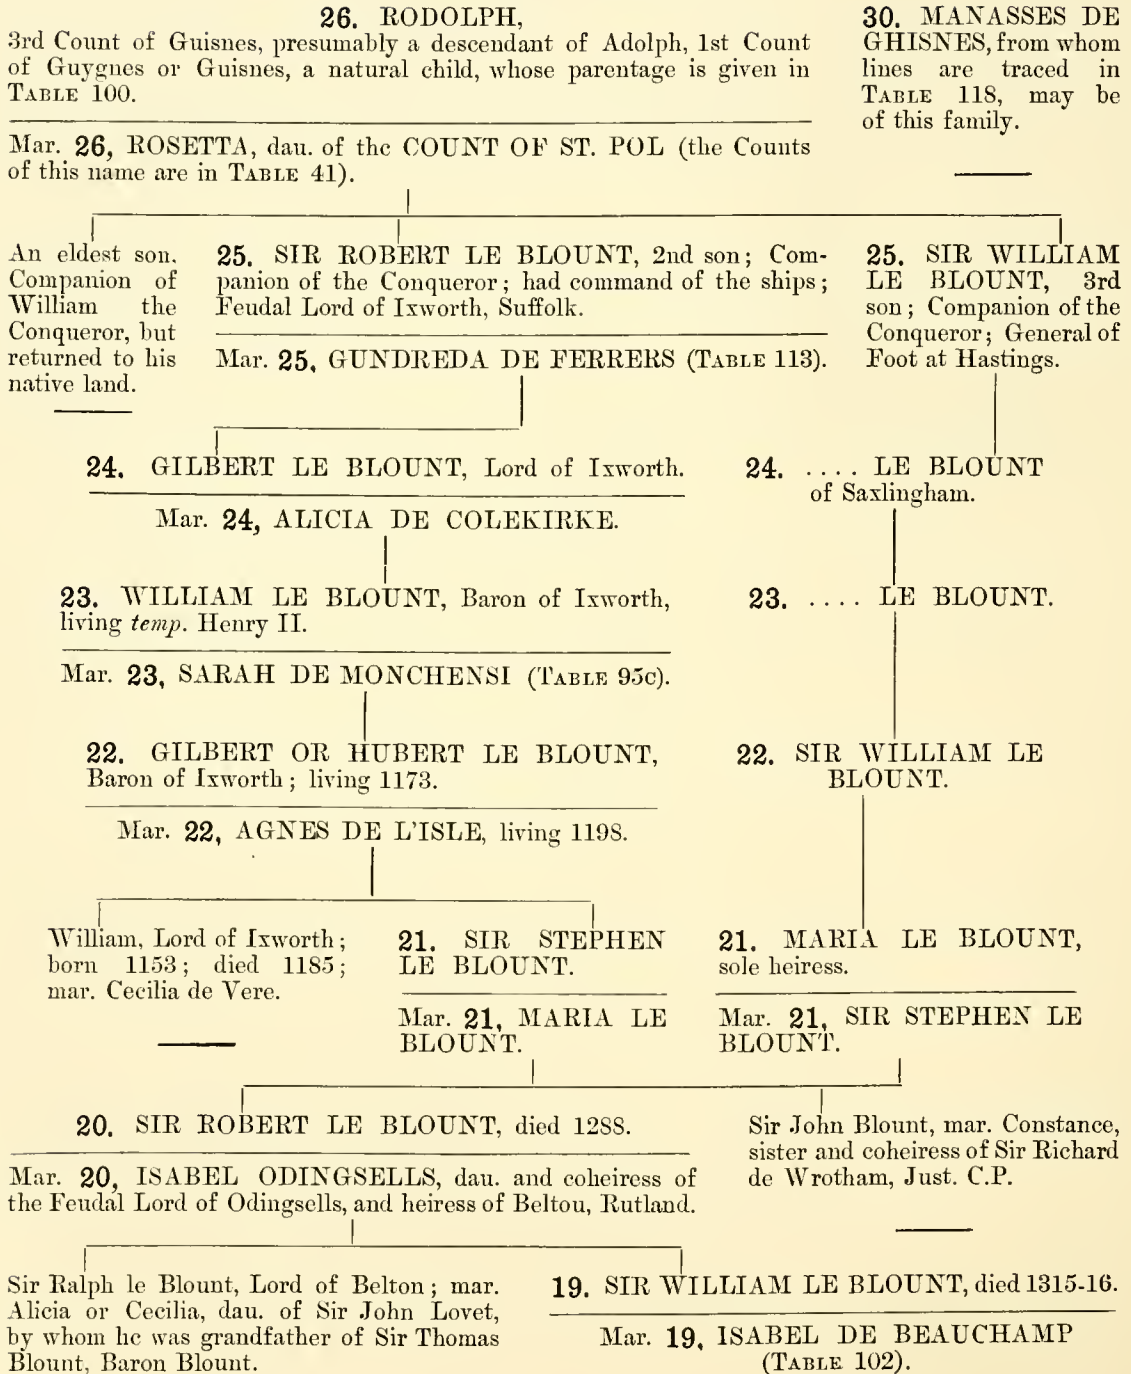 26. RODOLPH,
3rd Count of Guisnes, presumably a descendant of Adolph, 1st Count
of Guygnes or Guisnes, a natural child, whose parentage is given in
TABLE 100.
Mar. 26, ROSETTA, dau. of the COUNT OF ST. POL (the Counts
of this name are in TABLE 41).
30. MANASSES DE
GHISNES, from whom
lines are traced in
TABLE 118, may be
of this family.
An eldest son.
Companion of
William the
Conqueror, but
returned to his
native land.
25. SIR ROBERT LE BLOUNT, 2nd son; Com-
panion of the Conqueror; had command of the ships;
Feudal Lord of Ixworth, Suffolk.
Mar. 25, GUNDREDA DE FERRERS (TABLE 113).
25. SIR WILLIAM
LE BLOUNT, 3rd
son; Companion of the
Conqueror; General of
Foot at Hastings.
24. GILBERT LE BLOUNT, Lord of Ixworth.
Mar. 24, ALICIA DE COLEKIRKE.
24. .... LE BLOUNT
of Saxlingham.
23. WILLIAM LE BLOUNT, Baron of Ixworth,
living temp. Henry II.
Mar. 23, SARAH DE MONCHENSI (TABLE 95c).
23. .... LE BLOUNT.
22. GILBERT OR HUBERT LE BLOUNT,
Baron of Ixworth; living 1173.
Mar. 22, AGNES DE L'ISLE, living 1198.
22. SIR WILLIAM LE
BLOUNT.
William, Lord of Ixworth;
born 1153; died 1185;
mar. Cecilia de Vere.
21. SIR STEPHEN
LE BLOUNT.
Mar. 21, MARIA LE
BLOUNT.
21. MARIA LE BLOUNT,
sole heiress.
Mar. 21, SIR STEPHEN LE
BLOUNT.
20. SIR ROBERT LE BLOUNT, died 1288.
Mar. 20, ISABEL ODINGSELLS, dau. and coheiress of
the Feudal Lord of Odingsells, and heiress of Beltou, Rutland.
Sir John Blount, mar. Constance,
sister and coheiress of Sir Richard
de Wrotham, Just. C.P.
Sir Ralph le Blount, Lord of Belton; mar.
Alicia or Cecilia, dau. of Sir John Lovet,
by whom he was grandfather of Sir Thomas
Blount, Baron Blount.
19. SIR WILLIAM LE BLOUNT, died 1315-16.
Mar. 19, ISABEL DE BEAUCHAMP
(TABLE 102).